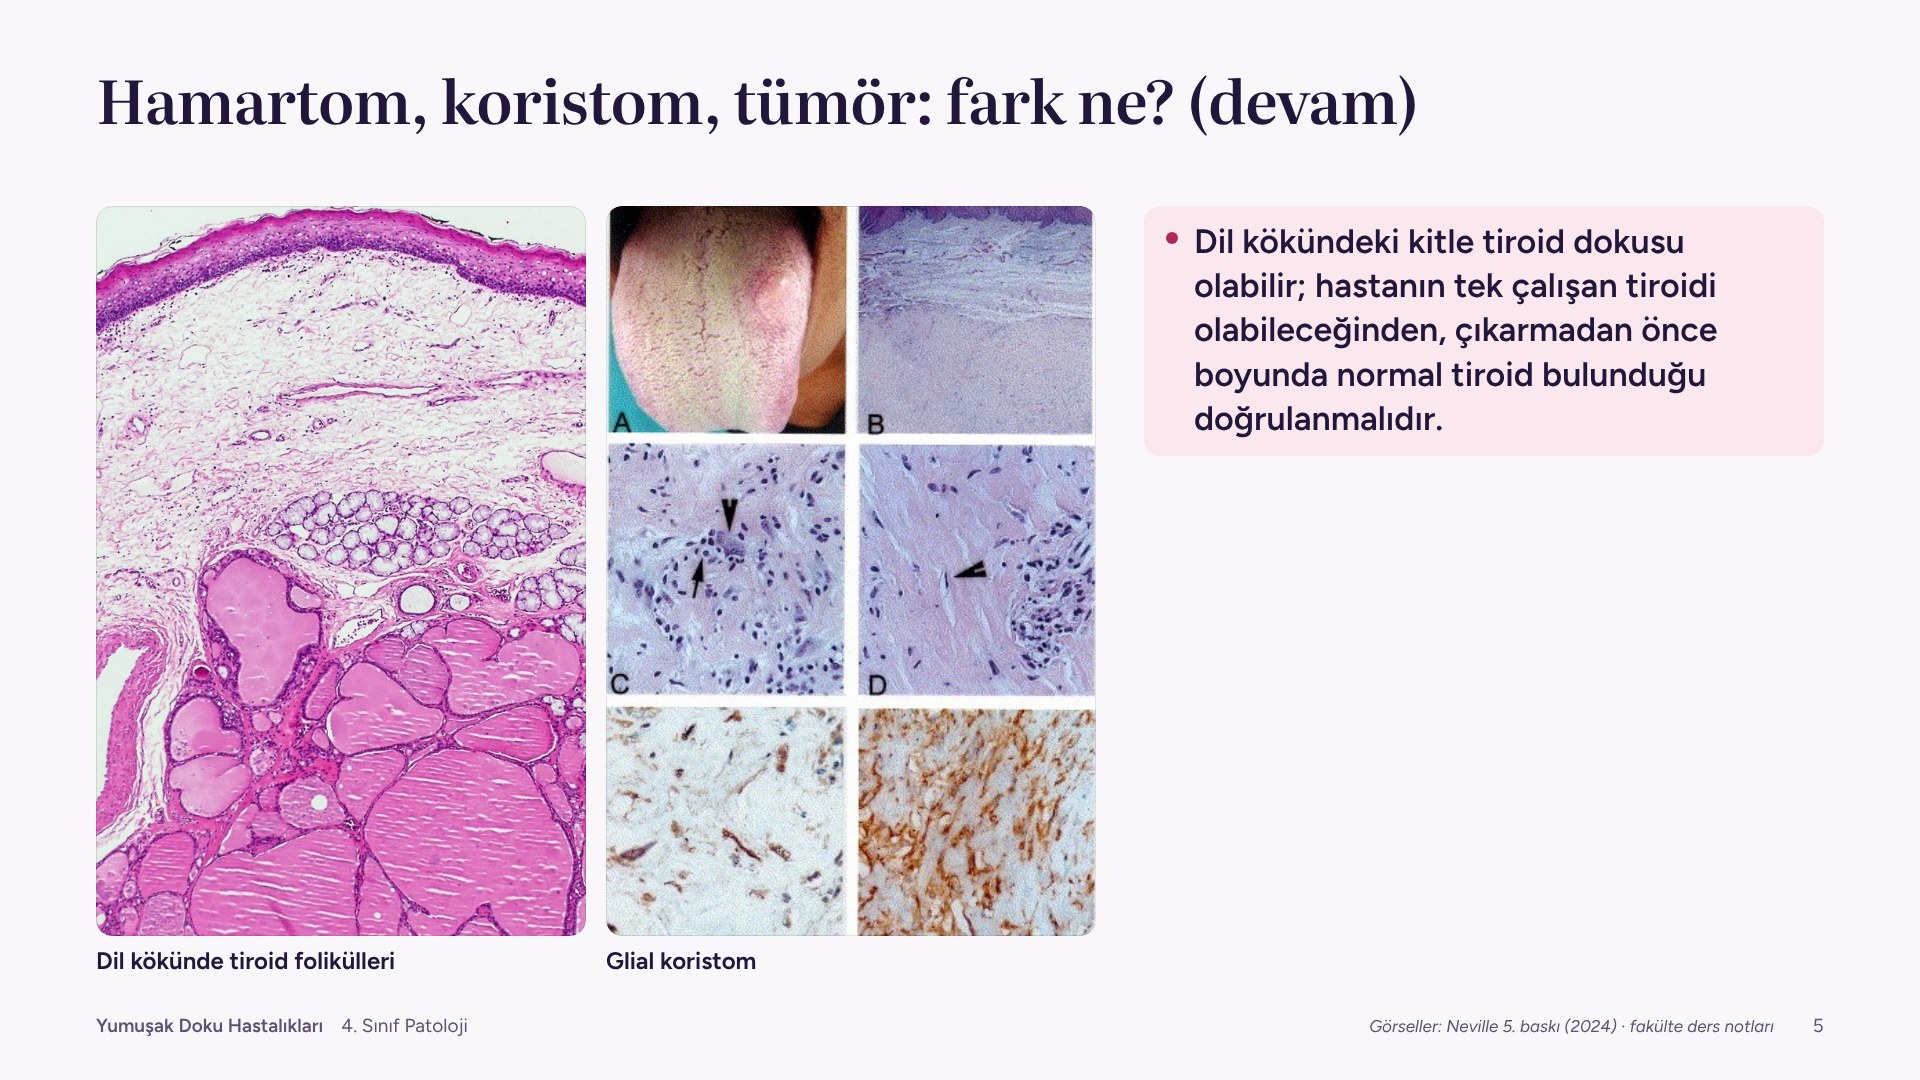 Hamartom, koristom, tümör: fark ne? (devam)
A
B
C
D
Dil kökünde tiroid folikülleri
Glial koristom
• Dil kökündeki kitle tiroid dokusu
olabilir; hastanın tek çalışan tiroidi
olabileceğinden, çıkarmadan önce
boyunda normal tiroid bulunduğu
doğrulanmalıdır.
Yumuşak Doku Hastalıkları 4. Sınıf Patoloji
Görseller: Neville 5. baskı (2024) · fakülte ders notları 5